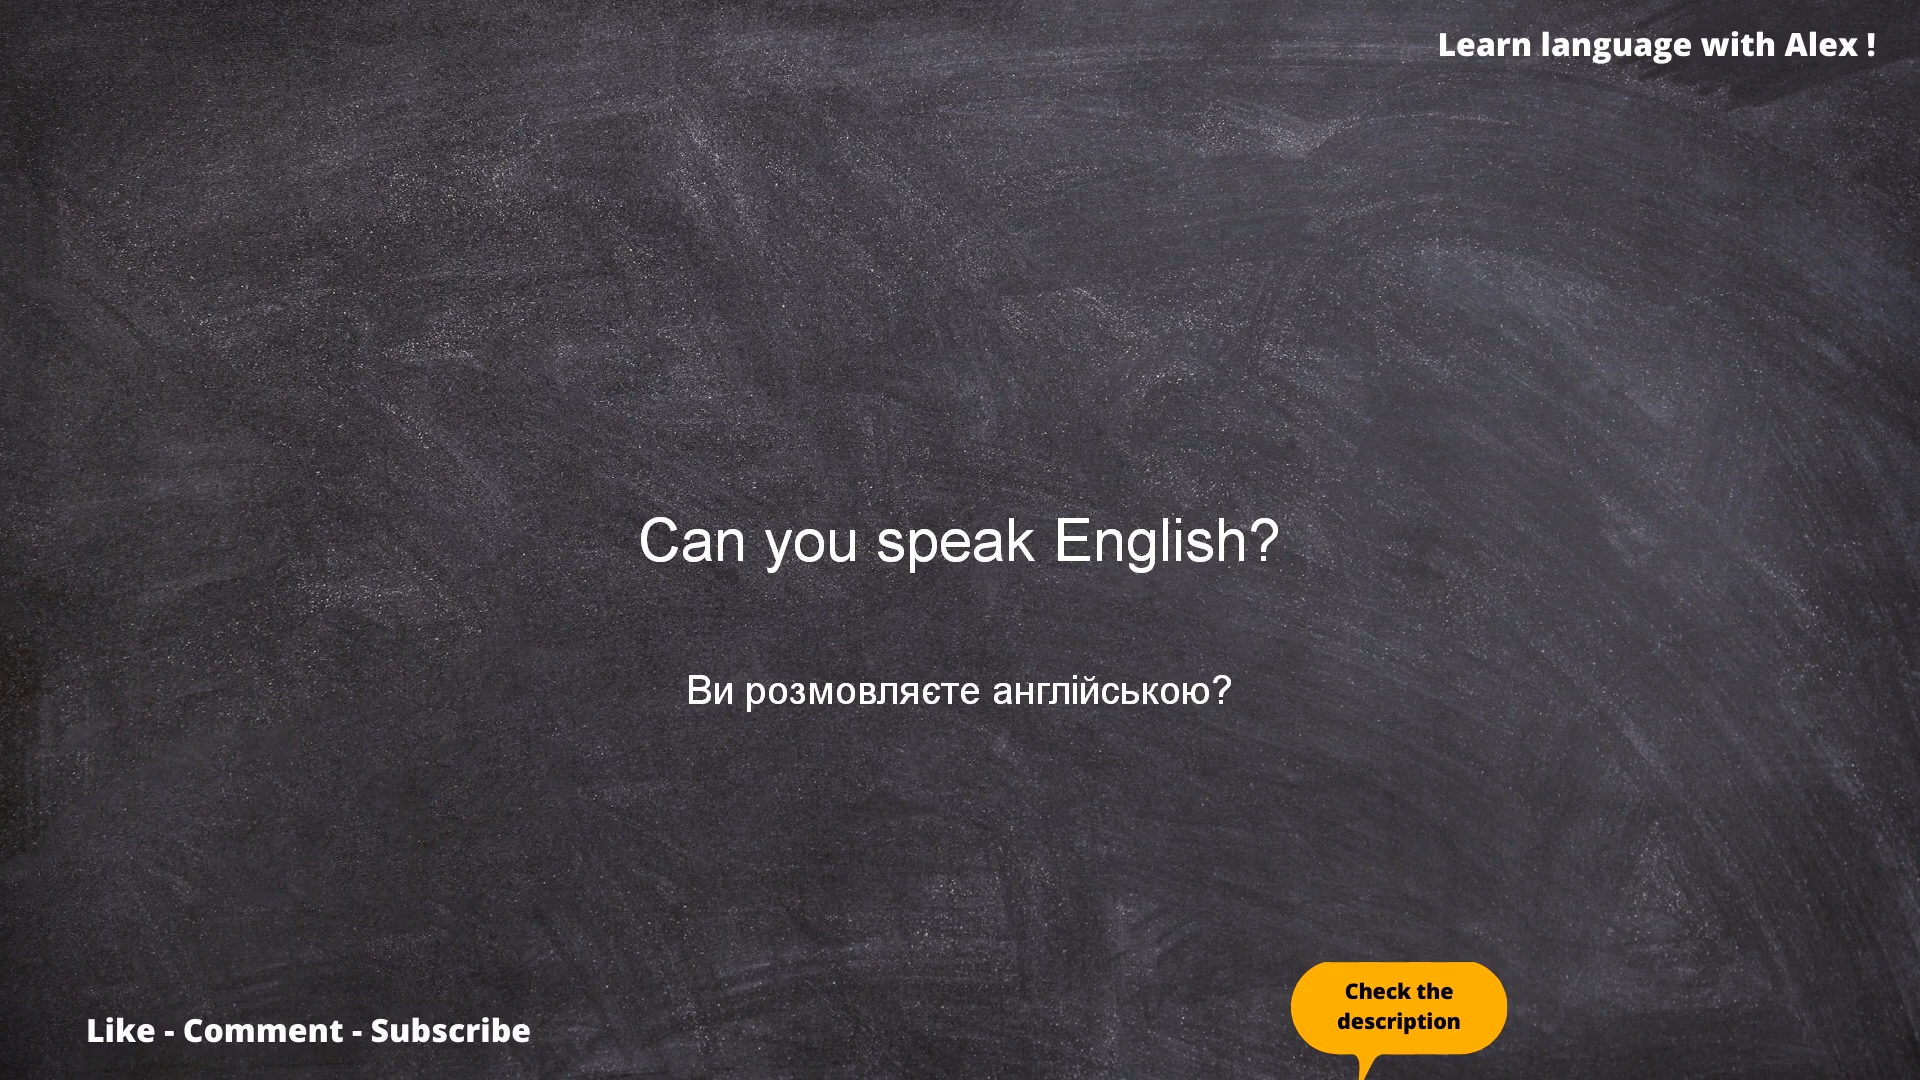 Learn language with Alex !
Can you speak English?
Ви розмовляєте англійською?
Like - Comment - Subscribe
Check the
description